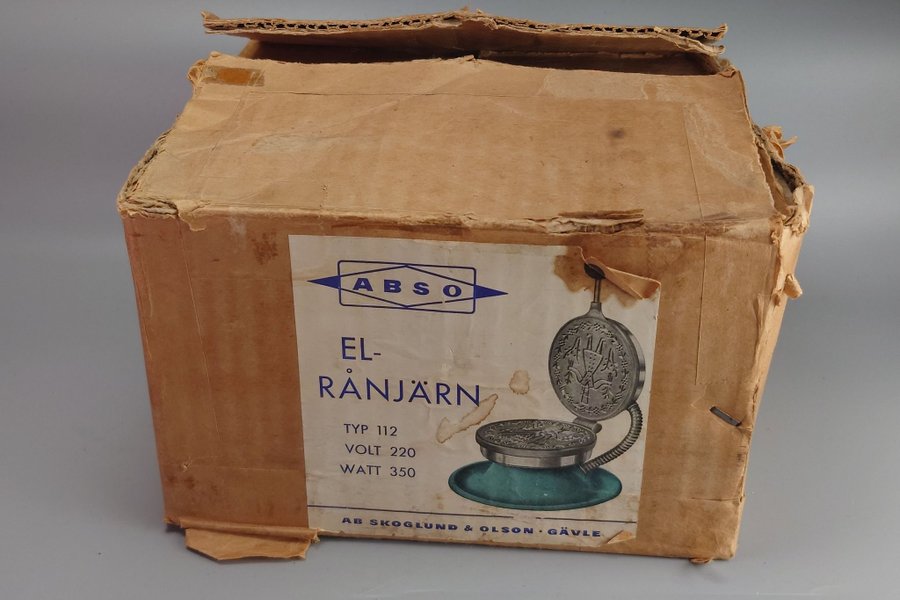 ABSO
EL-
RÅNJÄRN
TYP 112
VOLT 220
WATT 350
AB SKOGLUND & OLSON · GÄVLE